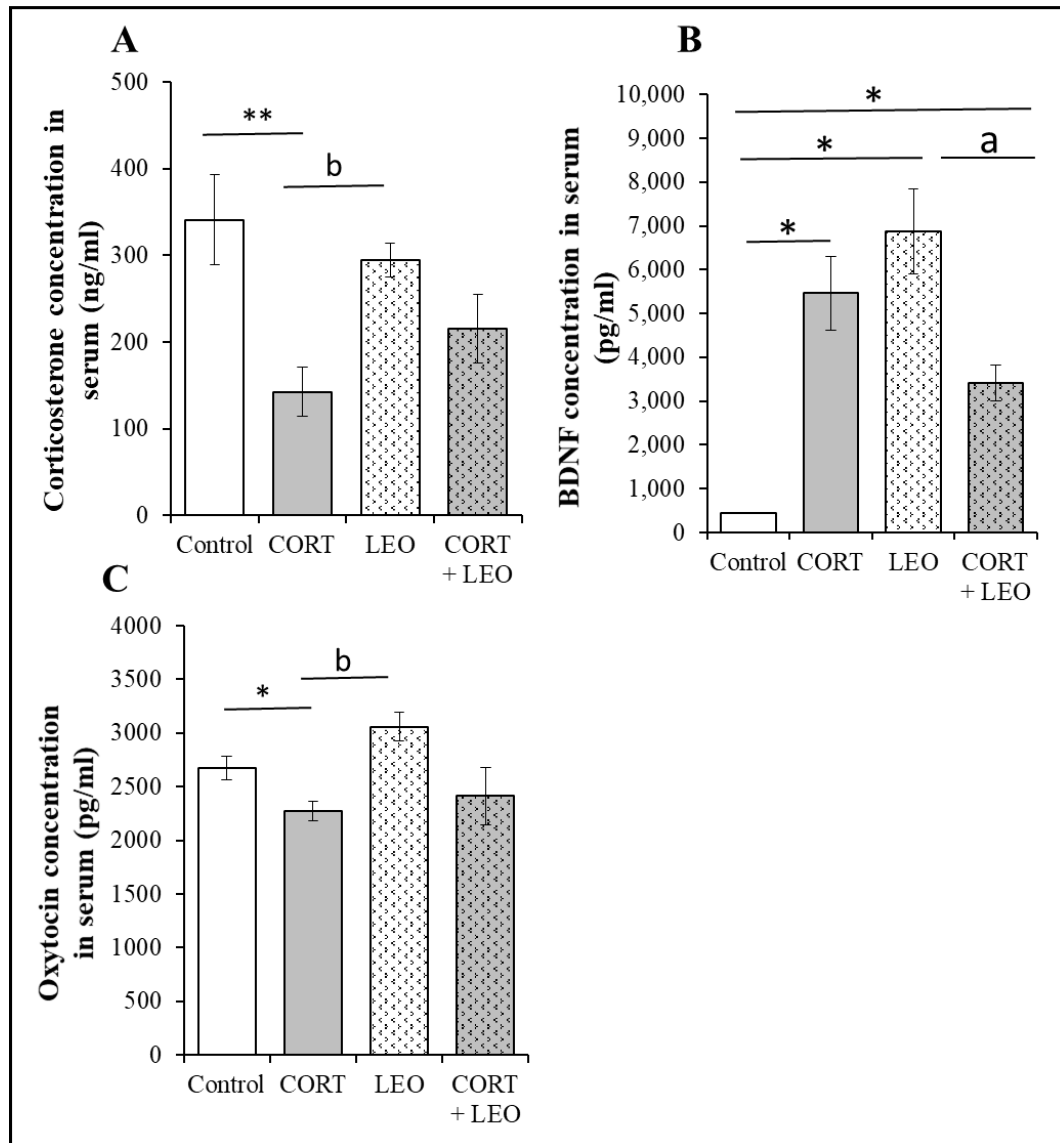 A
Corticosterone concentration in
serum (ng/ml)
500
400
300
200
100
0
**
b
Control CORT LEO CORT
+ LEO
B
BDNF concentration in serum
(pg/ml)
10,000
9,000
8,000
7,000
6,000
5,000
4,000
3,000
2,000
1,000
0
*
*
a
*
Control CORT LEO CORT
+ LEO
C
Oxytocin concentration
in serum (pg/ml)
4000
3500
3000
2500
2000
1500
1000
500
0
b
*
Control CORT LEO CORT
+ LEO